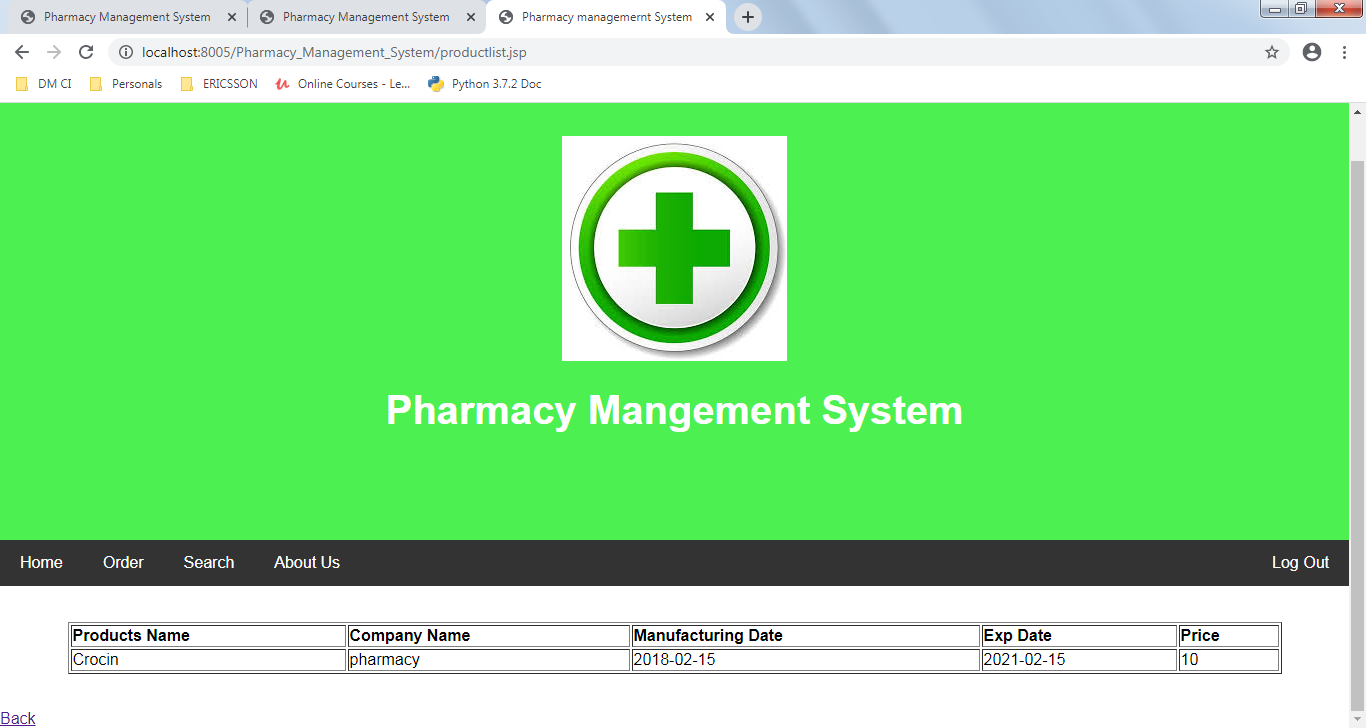 Pharmacy Management System
Pharmacy Management System
Pharmacy managemernt System
localhost:8005/Pharmacy_Management_System/productlist.jsp
DM CI Personals ERICSSON Online Courses - Le... Python 3.7.2 Doc
Pharmacy Mangement System
Home Order Search About Us Log Out
Products Name Company Name Manufacturing Date Exp Date Price
Crocin pharmacy 2018-02-15 2021-02-15 10
Back